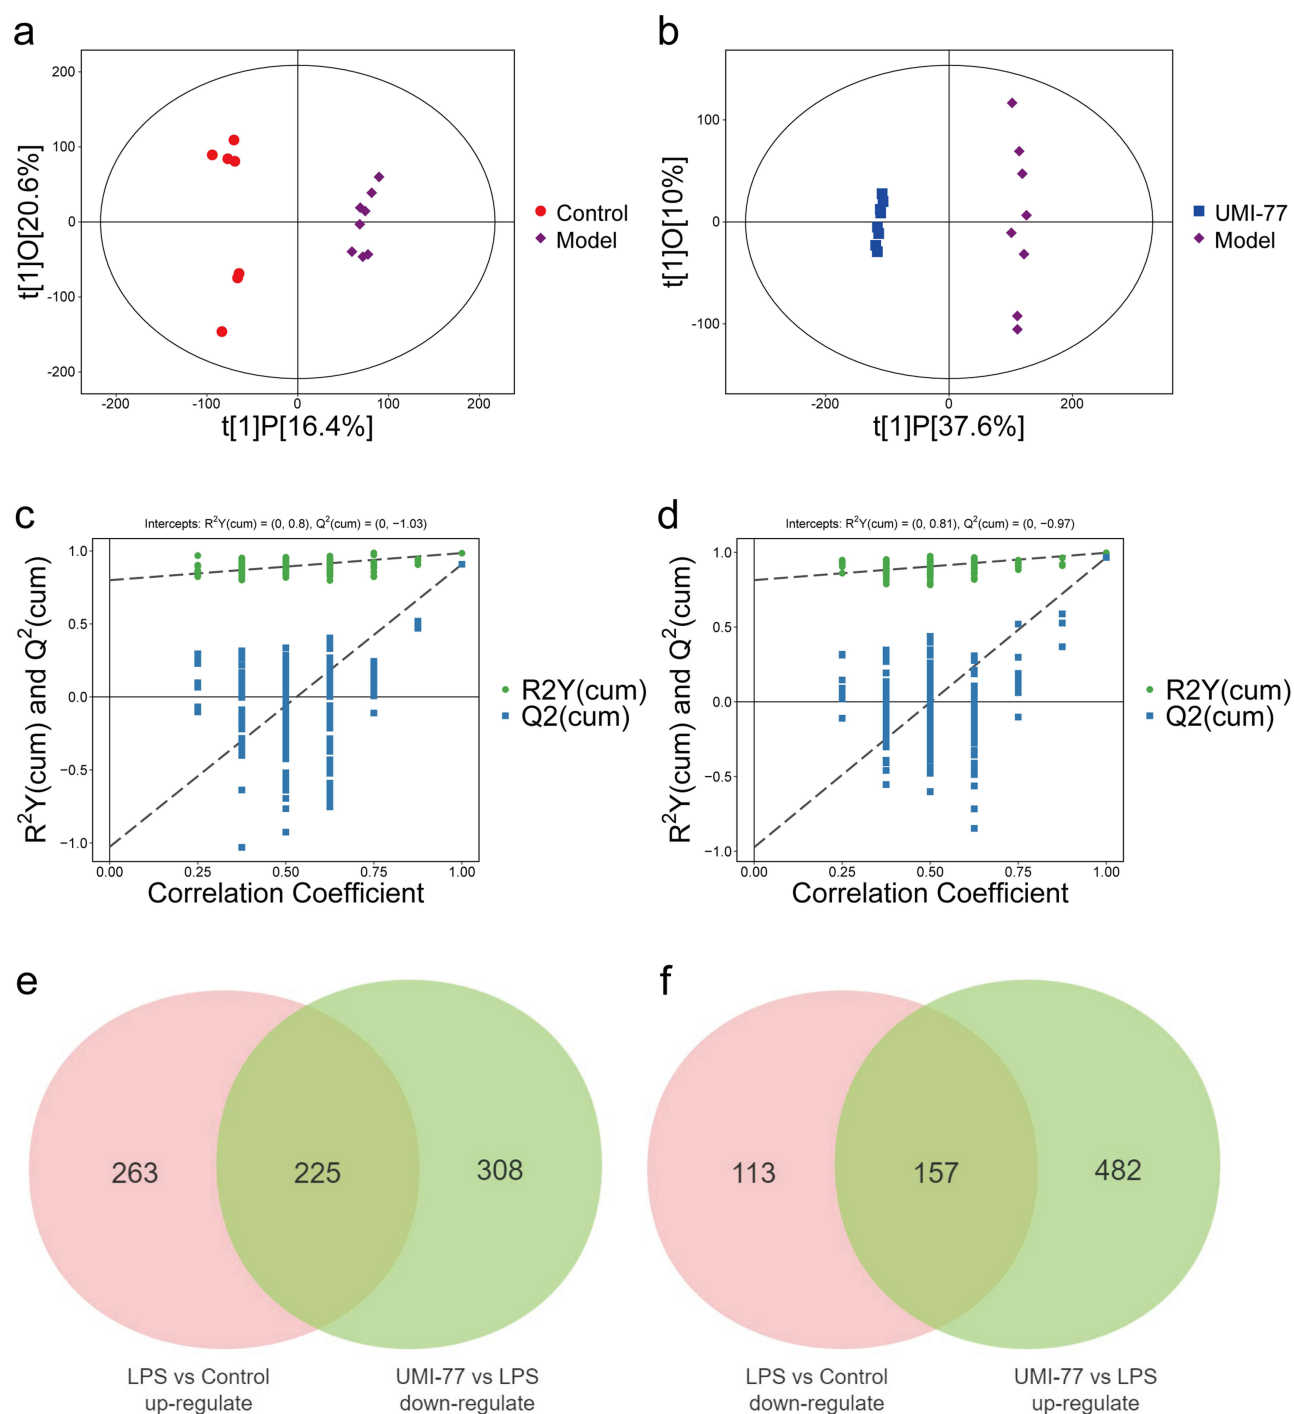 a
t[1]O[20.6%]
200
100
0
-100
-200
-200
-100
0
100
200
t[1]P[16.4%]
Control
Model
b
t[1]O[10%]
100
0
-100
-200
0
200
t[1]P[37.6%]
UMI-77
Model
c
Intercepts: R²Y(cum) = (0, 0.8), Q²(cum) = (0, −1.03)
R²Y(cum) and Q²(cum)
1.0
0.5
0.0
−0.5
−1.0
0.00
0.25
0.50
0.75
1.00
Correlation Coefficient
R2Y(cum)
Q2(cum)
d
Intercepts: R²Y(cum) = (0, 0.81), Q²(cum) = (0, −0.97)
R²Y(cum) and Q²(cum)
1.0
0.5
0.0
−0.5
−1.0
0.00
0.25
0.50
0.75
1.00
Correlation Coefficient
R2Y(cum)
Q2(cum)
e
263
225
308
LPS vs Control
up-regulate
UMI-77 vs LPS
down-regulate
f
113
157
482
LPS vs Control
down-regulate
UMI-77 vs LPS
up-regulate